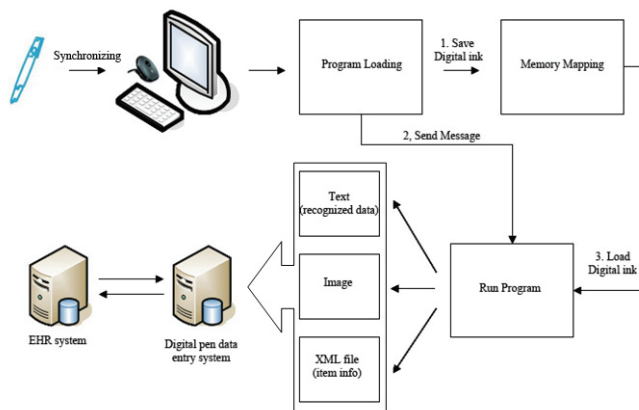 Synchronizing
Program Loading
1. Save
Digital ink
Memory Mapping
2, Send Message
Text
(recognized data)
Image
XML file
(item info)
Run Program
3. Load
Digital ink
EHR system
Digital pen data
entry system